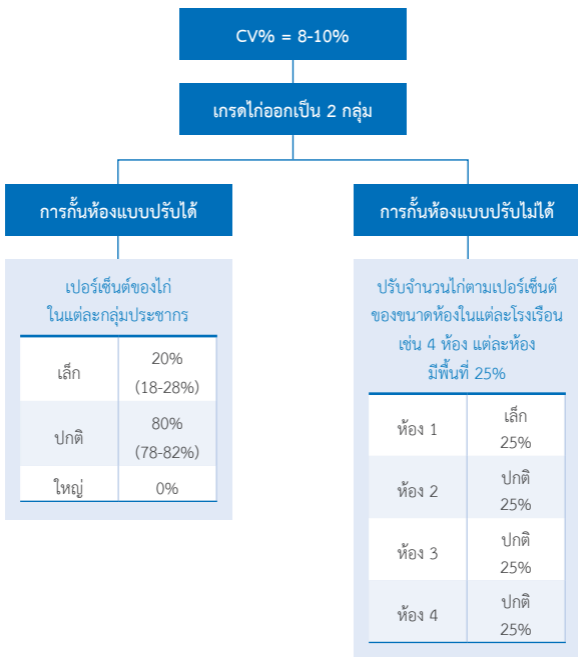 CV% = 8-10%
เกรดไก่ออกเป็น 2 กลุ่ม
การกั้นห้องแบบปรับได้
เปอร์เซ็นต์ของไก่
ในแต่ละกลุ่มประชากร
เล็ก 20%
(18-28%)
ปกติ 80%
(78-82%)
ใหญ่ 0%
การกั้นห้องแบบปรับไม่ได้
ปรับจำนวนไก่ตามเปอร์เซ็นต์
ของขนาดห้องในแต่ละโรงเรือน
เช่น 4 ห้อง แต่ละห้อง
มีพื้นที่ 25%
ห้อง 1 เล็ก
25%
ห้อง 2 ปกติ
25%
ห้อง 3 ปกติ
25%
ห้อง 4 ปกติ
25%